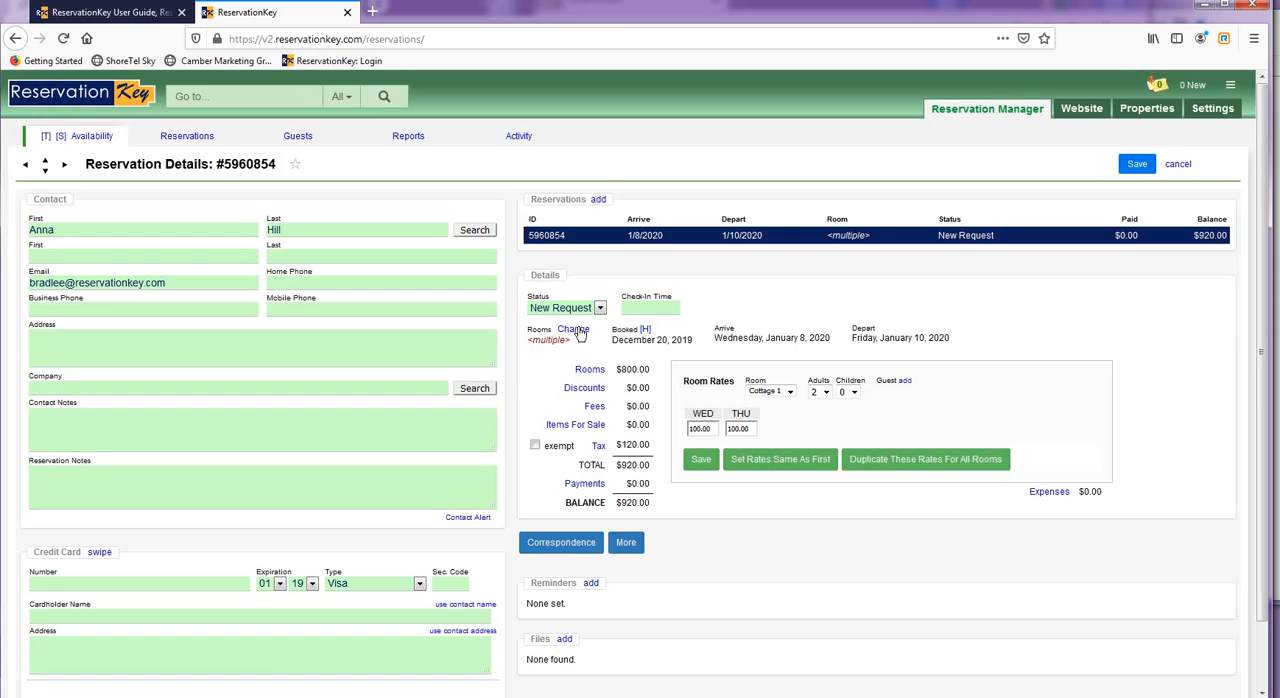 ReservationKey User Guide, Re
ReservationKey
https://v2.reservationkey.com/reservations/
Getting Started
ShoreTel Sky
Camber Marketing Gr...
ReservationKey: Login
Reservation Key
Go to...
All
0
0 New
Reservation Manager
Website
Properties
Settings
[T] [S] Availability
Reservations
Guests
Reports
Activity
Reservation Details: #5960854
Save
cancel
Contact
First
Last
Anna
Hill
Search
First
Last
Email
Home Phone
bradlee@reservationkey.com
Business Phone
Mobile Phone
Address
Company
Search
Contact Notes
Reservation Notes
Contact Alert
Credit Card swipe
Number
Expiration
Type
Sec. Code
01
19
Visa
Cardholder Name
use contact name
Address
use contact address
Reservations add
ID Arrive Depart Room Status Paid Balance
5960854 1/8/2020 1/10/2020 <multiple> New Request $0.00 $920.00
Details
Status
Check-In Time
New Request
Rooms Change
Booked [H]
Arrive
Depart
<multiple>
December 20, 2019
Wednesday, January 8, 2020
Friday, January 10, 2020
Rooms $800.00
Discounts $0.00
Fees $0.00
Items For Sale $0.00
exempt Tax $120.00
TOTAL $920.00
Payments $0.00
BALANCE $920.00
Room Rates
Room
Adults
Children
Guest add
Cottage 1
2
0
WED
THU
100.00
100.00
Save
Set Rates Same As First
Duplicate These Rates For All Rooms
Expenses $0.00
Correspondence
More
Reminders add
None set.
Files add
None found.